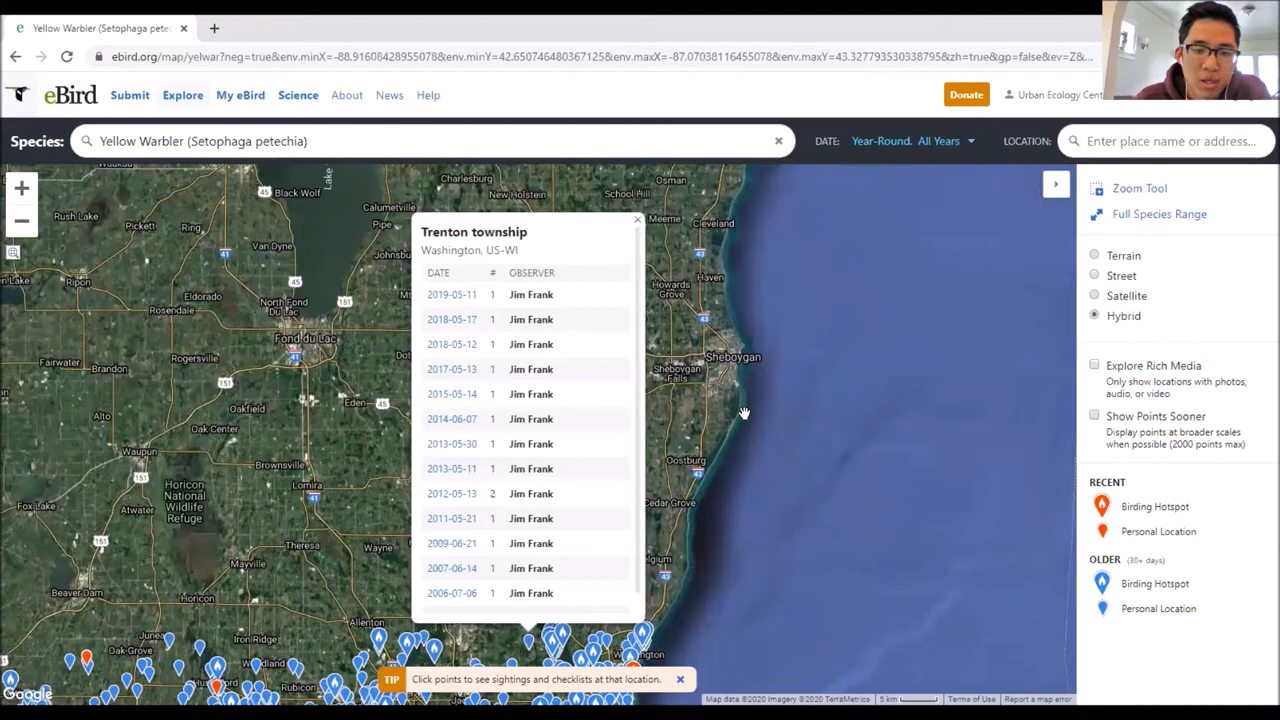 Yellow Warbler (Setophaga petec
ebird.org/map/yelwar?neg=true&env.minX=-88.91608428955078&env.minY=42.650746480367125&env.maxX=-87.07038116455078&env.maxY=43.32779353033879​5&zh=true&gp=false&ev=Z&...
eBird Submit Explore My eBird Science About News Help
Donate
Urban Ecology Cent
Species: Yellow Warbler (Setophaga petechia)
DATE: Year-Round, All Years
LOCATION: Enter place name or address...
Zoom Tool
Full Species Range
Terrain
Street
Satellite
Hybrid
Explore Rich Media
Only show locations with photos,
audio, or video
Show Points Sooner
Display points at broader scales
when possible (2000 points max)
RECENT
Birding Hotspot
Personal Location
OLDER (30+ days)
Birding Hotspot
Personal Location
Trenton township
Washington, US-WI
DATE # OBSERVER
2019-05-11 1 Jim Frank
2018-05-17 1 Jim Frank
2018-05-12 1 Jim Frank
2017-05-13 1 Jim Frank
2015-05-14 1 Jim Frank
2014-06-07 1 Jim Frank
2013-05-30 1 Jim Frank
2013-05-11 1 Jim Frank
2012-05-13 2 Jim Frank
2011-05-21 1 Jim Frank
2009-06-21 1 Jim Frank
2007-06-14 1 Jim Frank
2006-07-06 1 Jim Frank
Charlesburg
School Hill
Osman
Black Wolf
Lake
Calumetville
New Holstein
Meeme
Cleveland
Rush Lake
Pickett
Ring
Pipe
Johnsb
Van Dyne
Haven
Ripon
Eldorado
North Fond
Du Lac
Howards
Grove
Rosendale
Fond du Lac
Sheboygan
Fairwater
Brandon
Rogersville
Sheboygan
Falls
Alto
Oakfield
Eden
Oak Center
Waupun
Brownsville
Oostburg
Lomira
Horicon
National
Wildlife
Refuge
Fox Lake
Atwater
Cedar Grove
Theresa
Wayne
Mayville
elgium
Beaver Dam
Horicon
Allenton
Junea
Oak Grove
Iron Ridge
Woodland
Rubicon
TIP Click points to see sightings and checklists at that location.
Google
Map data ©2020 Imagery ©2020 TerraMetrics
5 km
Terms of Use
Report a map error
41
45
43
151